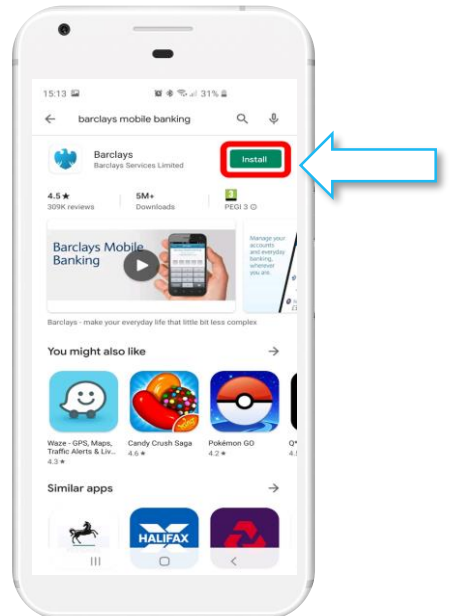 15:13 31%
barclays mobile banking
Barclays
Barclays Services Limited
Install
4.5★ 5M+ 3
309K reviews Downloads PEGI 3
Barclays Mobile
Banking
Manage your
accounts
and everyday
banking,
wherever
you are.
Barclays - make your everyday life that little bit less complex
You might also like
Waze - GPS, Maps,
Traffic Alerts & Liv...
4.3★
Candy Crush Saga
4.6★
Pokémon GO
4.2★
Similar apps
HALIFAX